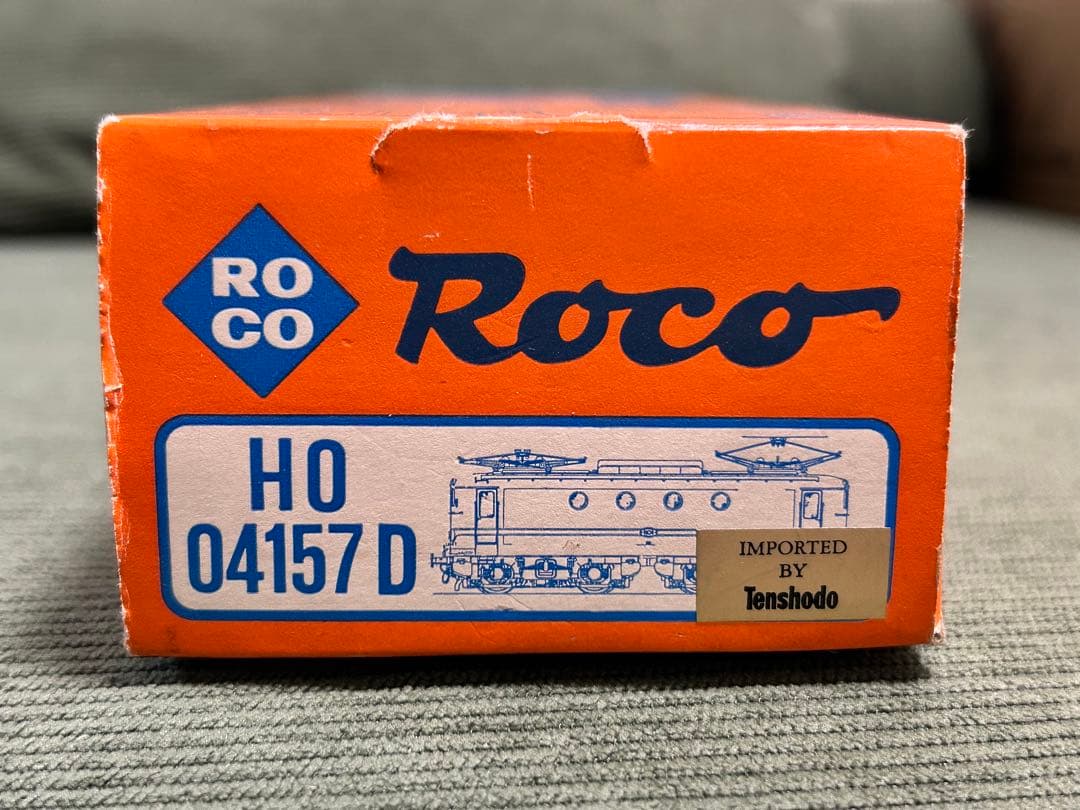 RO
CO
Roco
HO
04157 D
IMPORTED
BY
Tenshodo